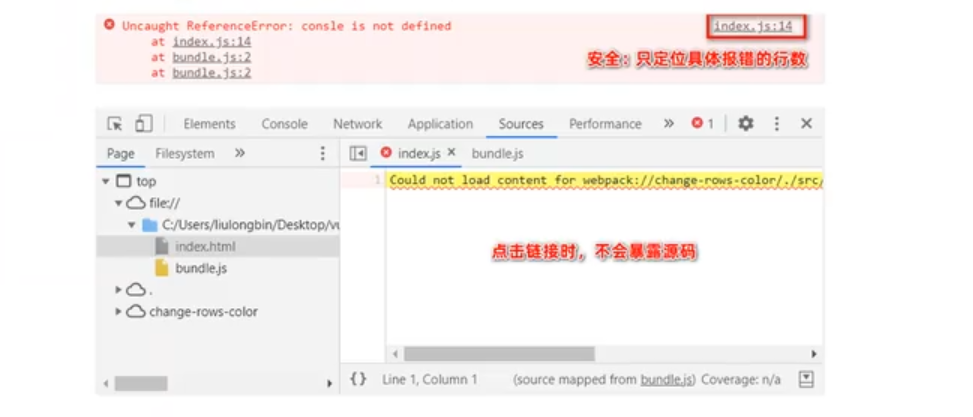 Uncaught ReferenceError: consle is not defined index.js:14
at index.js:14
at bundle.js:2
at bundle.js:2
安全：只定位具体报错的行数
Elements Console Network Application Sources Performance » 1
Page Filesystem » index.js × bundle.js
top
1 Could not load content for webpack://change-rows-color/./src/
file://
C:/Users/liulongbin/Desktop/vu
index.html
点击链接时，不会暴露源码
bundle.js
.
change-rows-color
{} Line 1, Column 1 (source mapped from bundle.js) Coverage: n/a